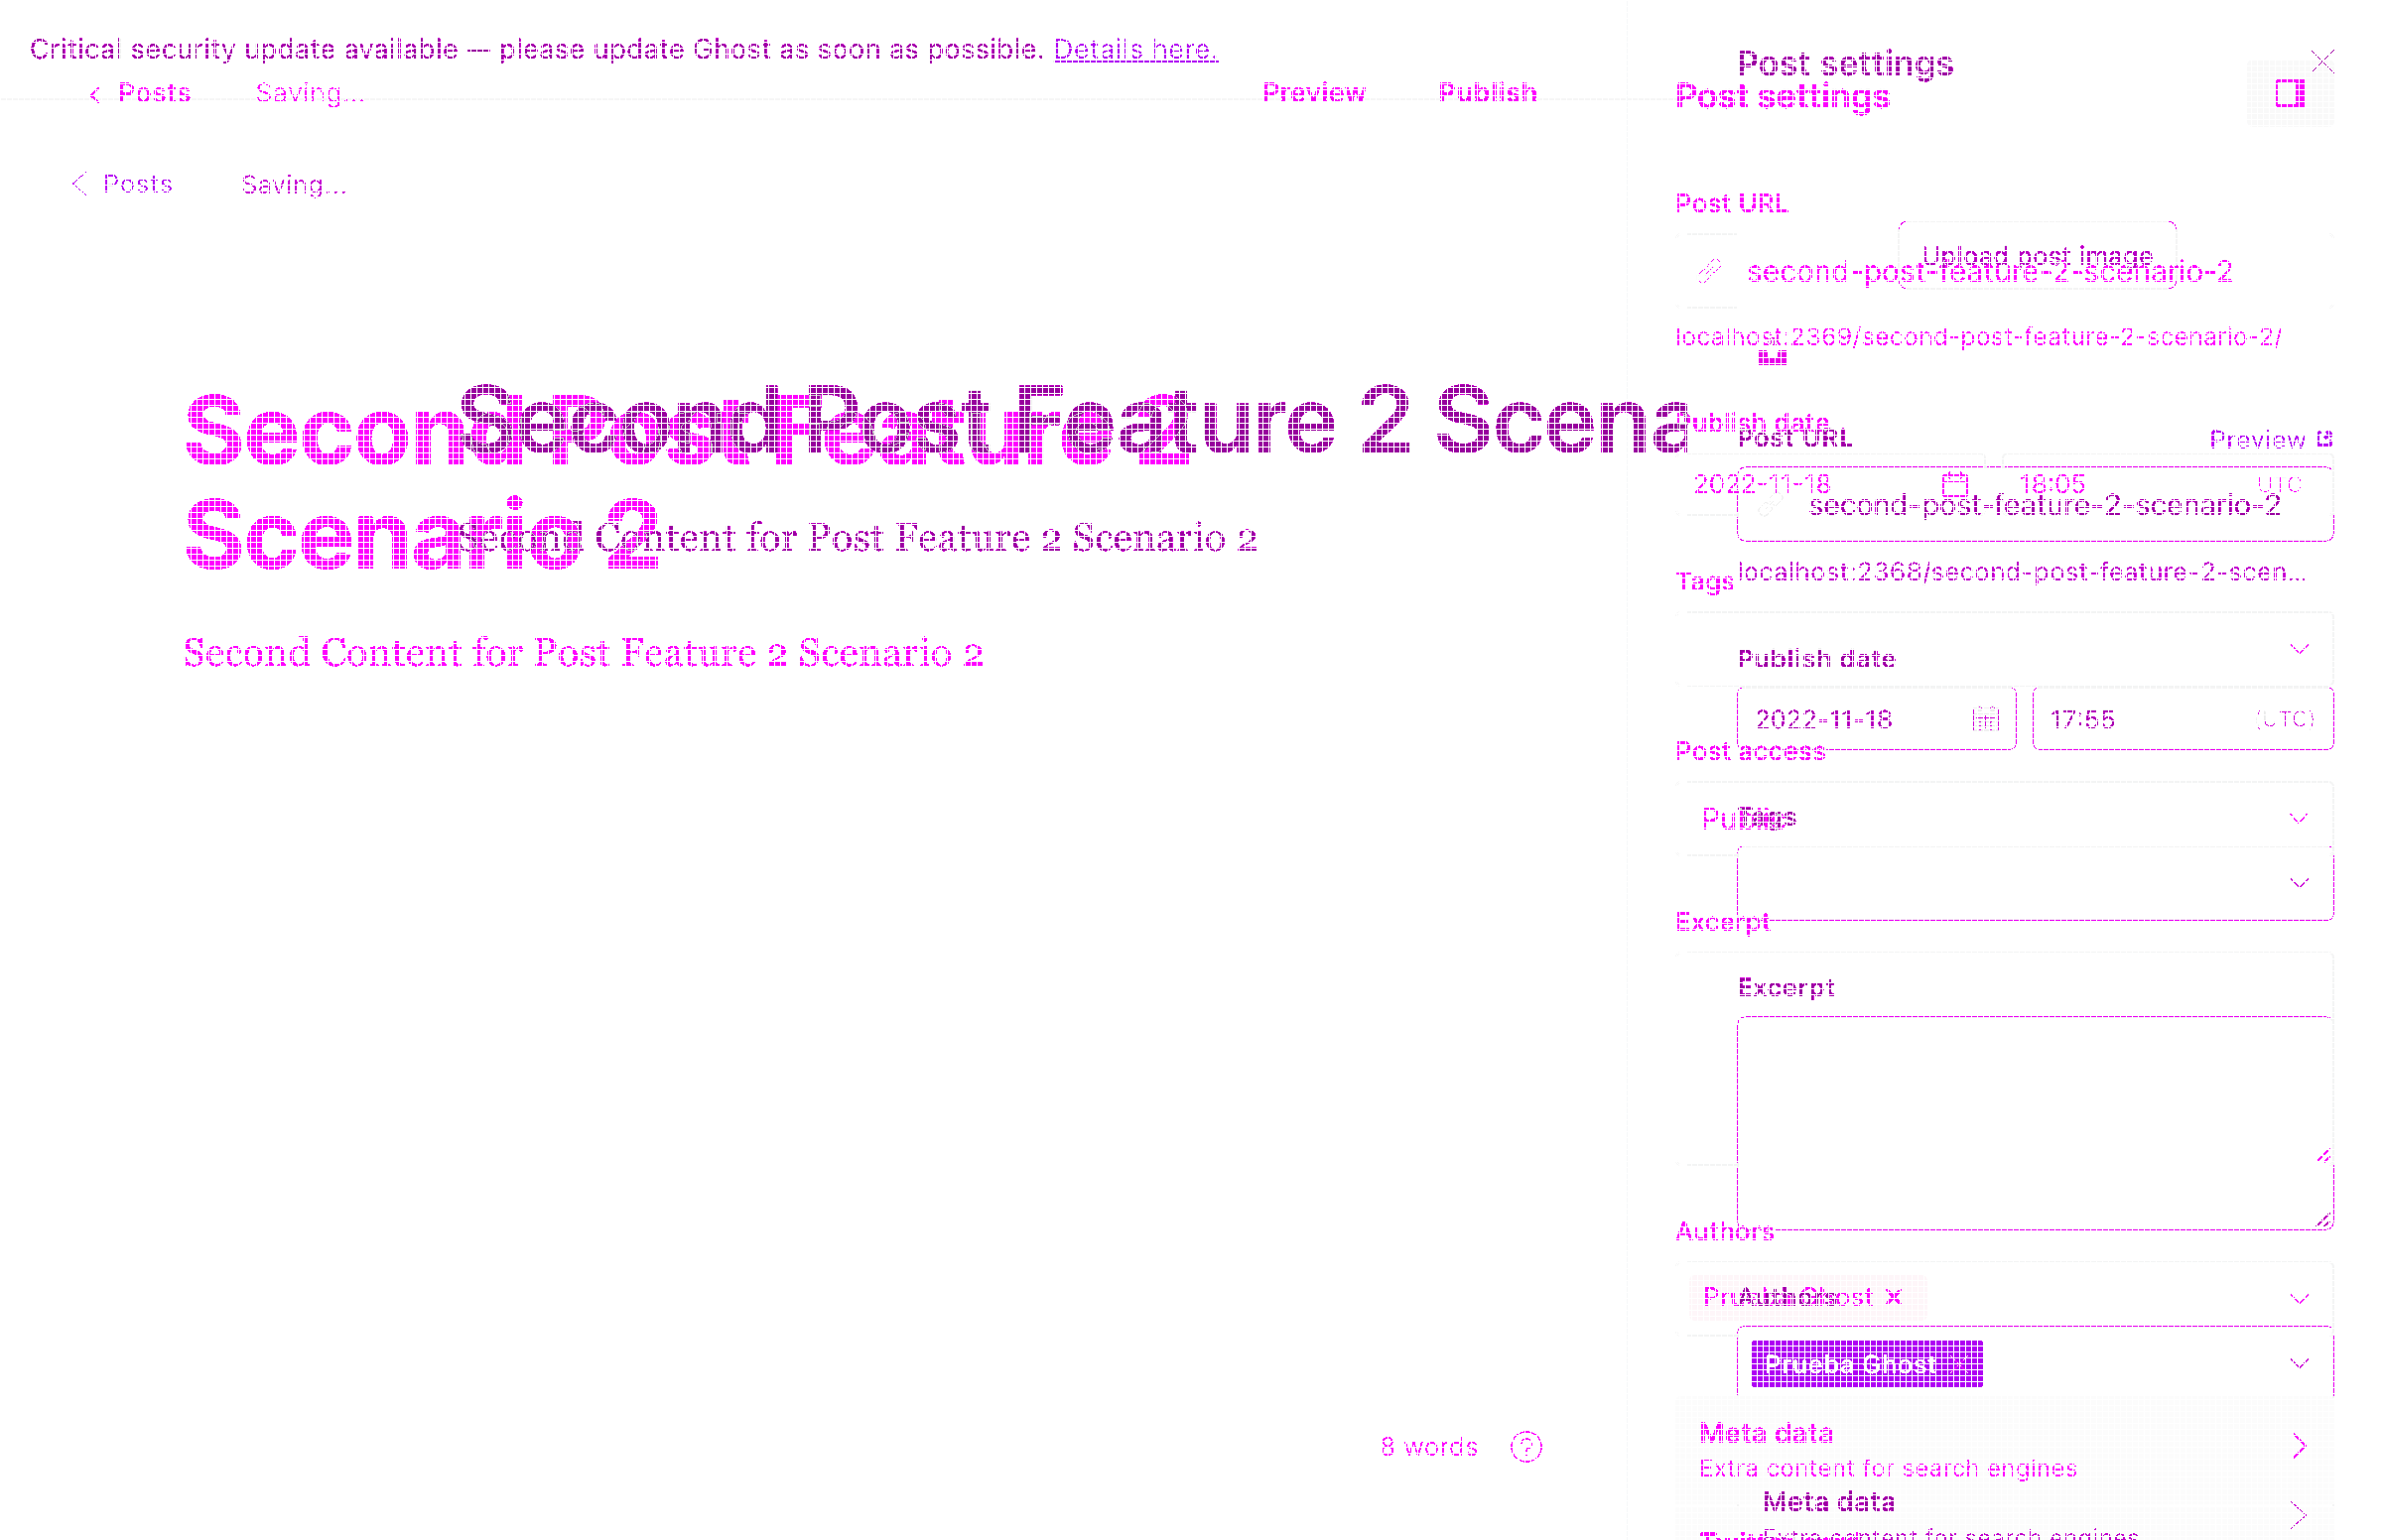 Critical security update available — please update Ghost as soon as possible. Details here.
Posts
Saving...
Preview
Publish
Posts
Saving...
Second Post Feature 2 Scena
Second Post Feature 2
Scenario 2
Second Content for Post Feature 2 Scenario 2
Second Content for Post Feature 2 Scenario 2
8 words
Post settings
Post settings
Post URL
Upload post image
second-post-feature-2-scenario-2
localhost:2369/second-post-feature-2-scenario-2/
Publish date
Post URL
Preview
2022-11-18
18:05
UTC
second-post-feature-2-scenario-2
localhost:2368/second-post-feature-2-scen...
Tags
Publish date
2022-11-18
17:55
(UTC)
Post access
Public
Tags
Excerpt
Excerpt
Authors
Prueba Ghost
Authors
Prueba Ghost
Meta data
Extra content for search engines
Meta data
Extra content for search engines